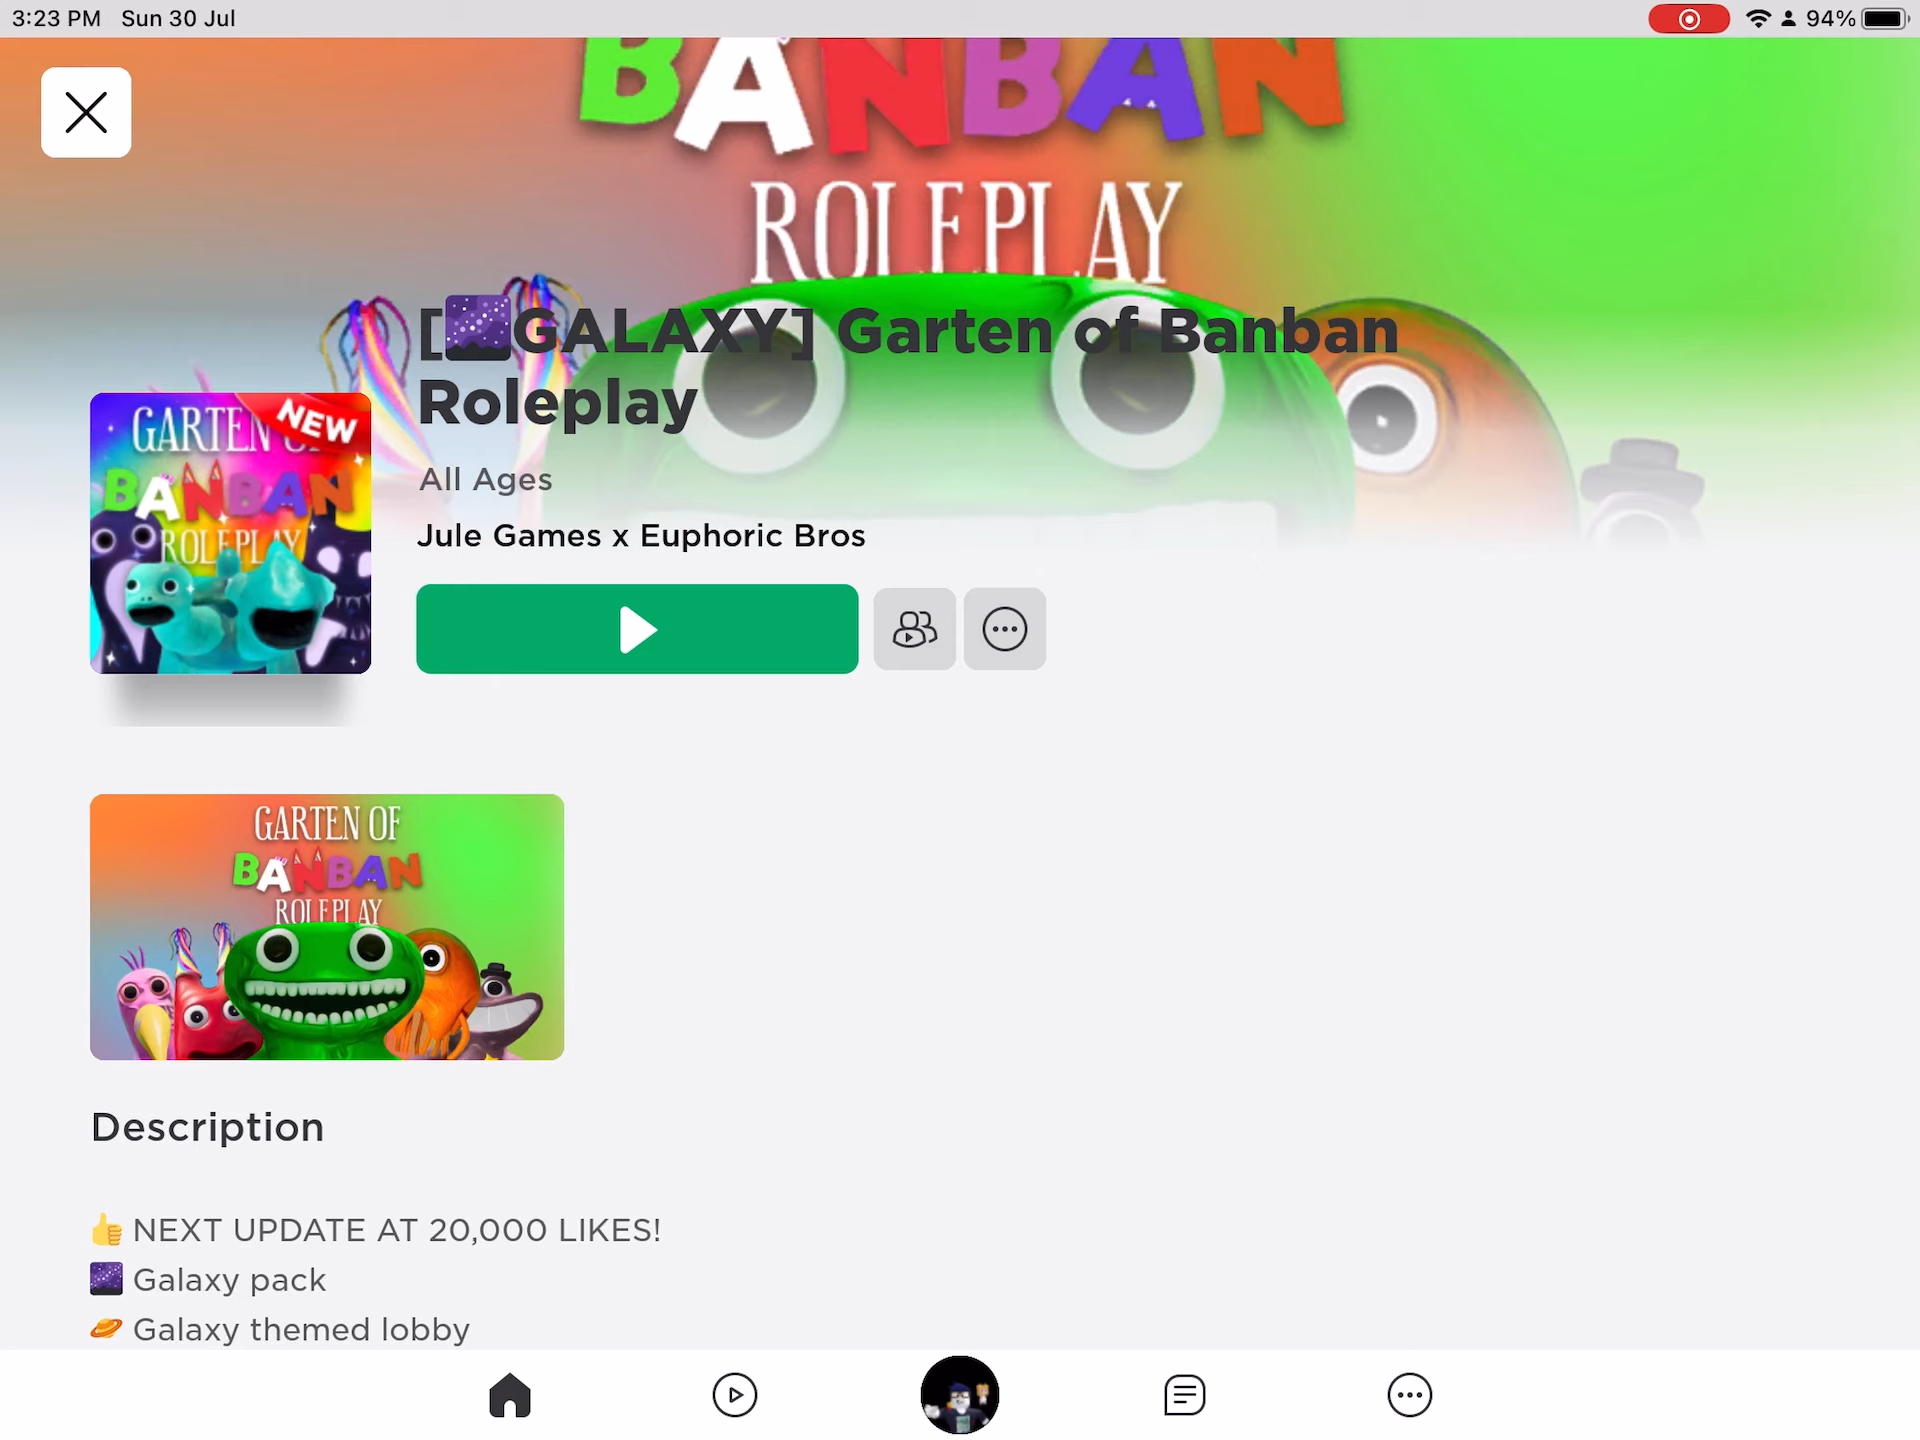 3:23 PM Sun 30 Jul
94%
BANBAN
ROLEPLAY
[🌌GALAXY] Garten of Banban
Roleplay
All Ages
Jule Games x Euphoric Bros
NEW
GARTEN OF
BANBAN
ROLEPLAY
GARTEN OF
BANBAN
ROLEPLAY
Description
👍 NEXT UPDATE AT 20,000 LIKES!
🌌 Galaxy pack
🪐 Galaxy themed lobby